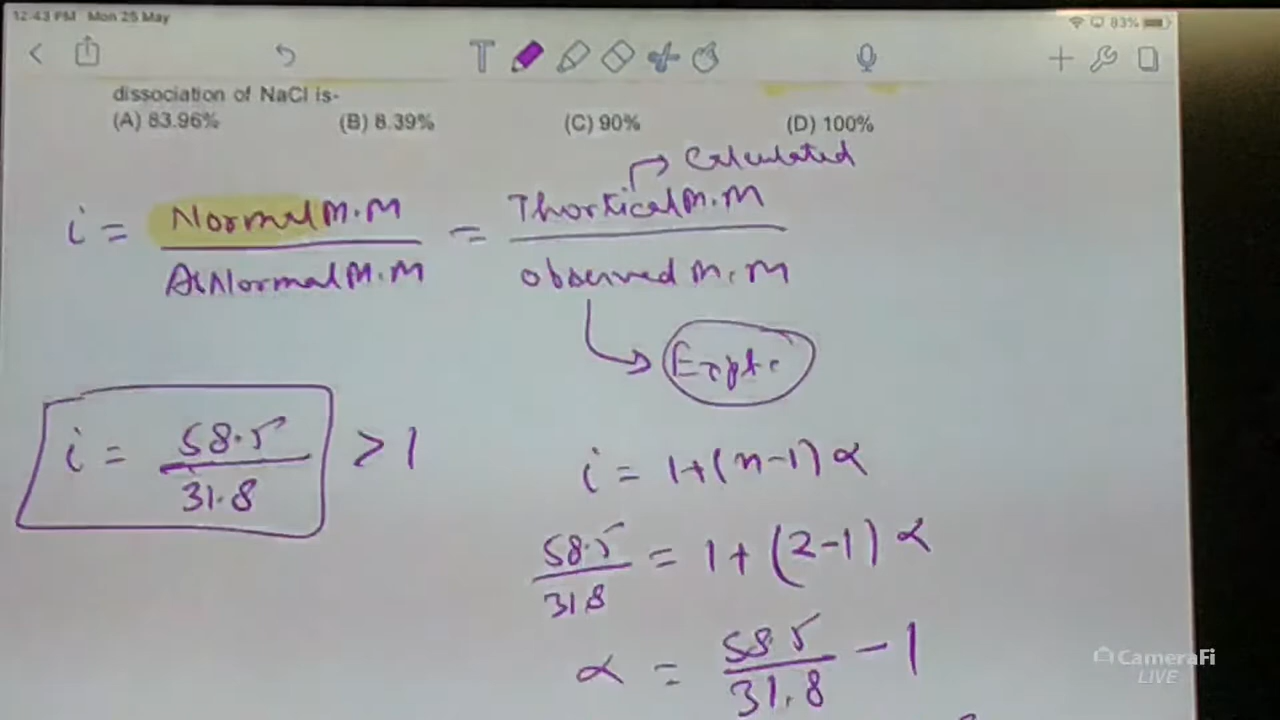 12:43 PM Mon 25 May
83%
T
dissociation of NaCl is-
(A) 83.96% (B) 8.39% (C) 90% (D) 100%
→ Calculated
i = Normal M.M / AbNormal M.M = Thortical M.M / observed M.M
→ Expt.
i = 58.5 / 31.8 > 1
i = 1+(n-1) α
58.5 / 31.8 = 1 + (2-1) α
α = 58.5 / 31.8 - 1
CameraFi
LIVE